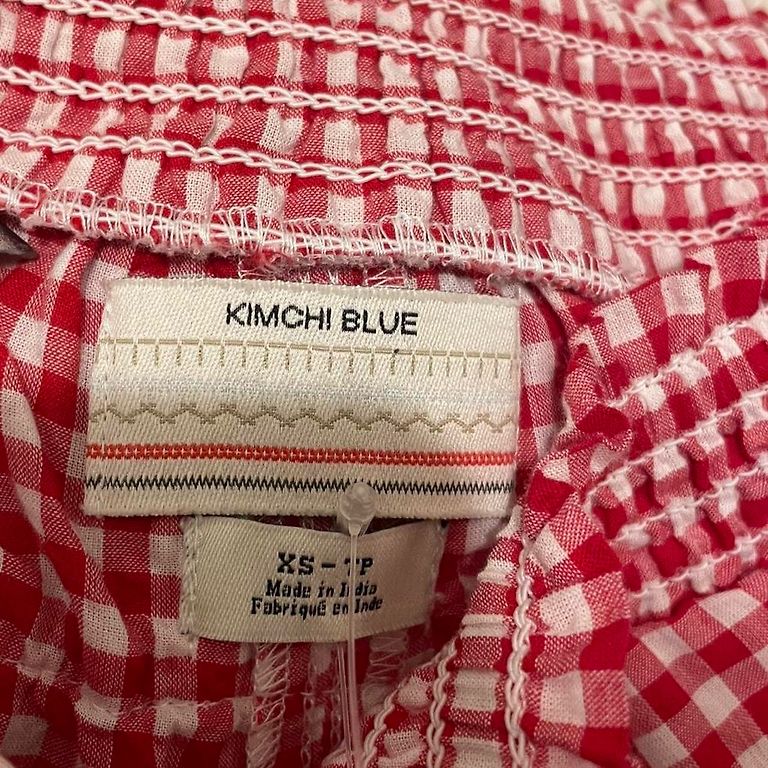 KIMCHI BLUE
XS - TP
Made in India
Fabriqué en Inde